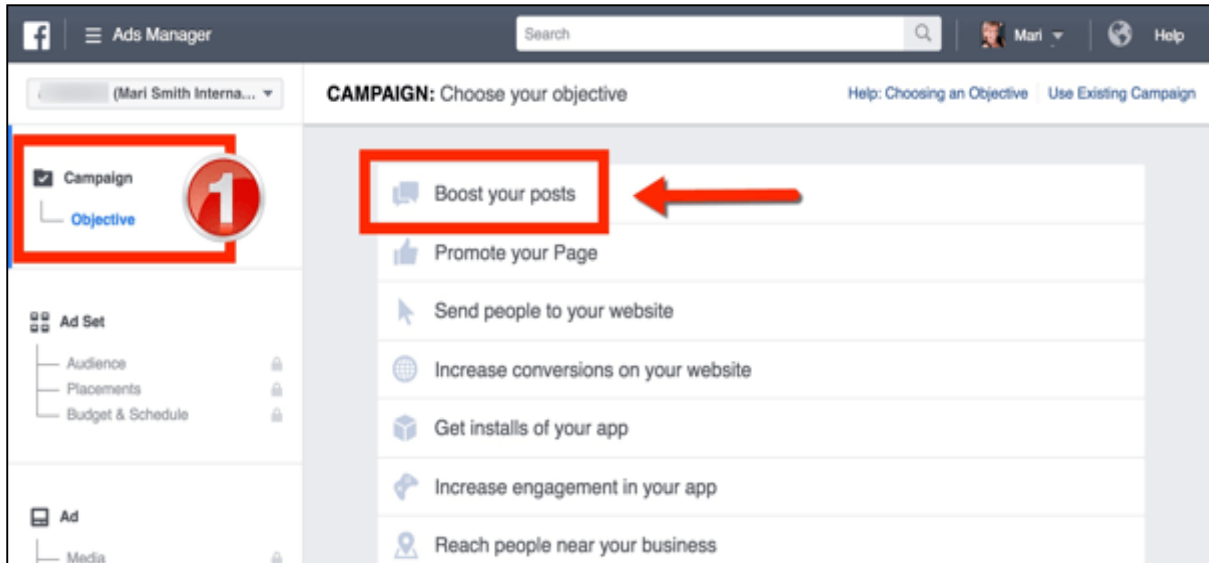 f
Ads Manager
Search
Mari
Help
(Mari Smith Interna...
CAMPAIGN: Choose your objective
Help: Choosing an Objective
Use Existing Campaign
Campaign
Objective
1
Boost your posts
Promote your Page
Send people to your website
Increase conversions on your website
Get installs of your app
Increase engagement in your app
Reach people near your business
Ad Set
Audience
Placements
Budget & Schedule
Ad
Media